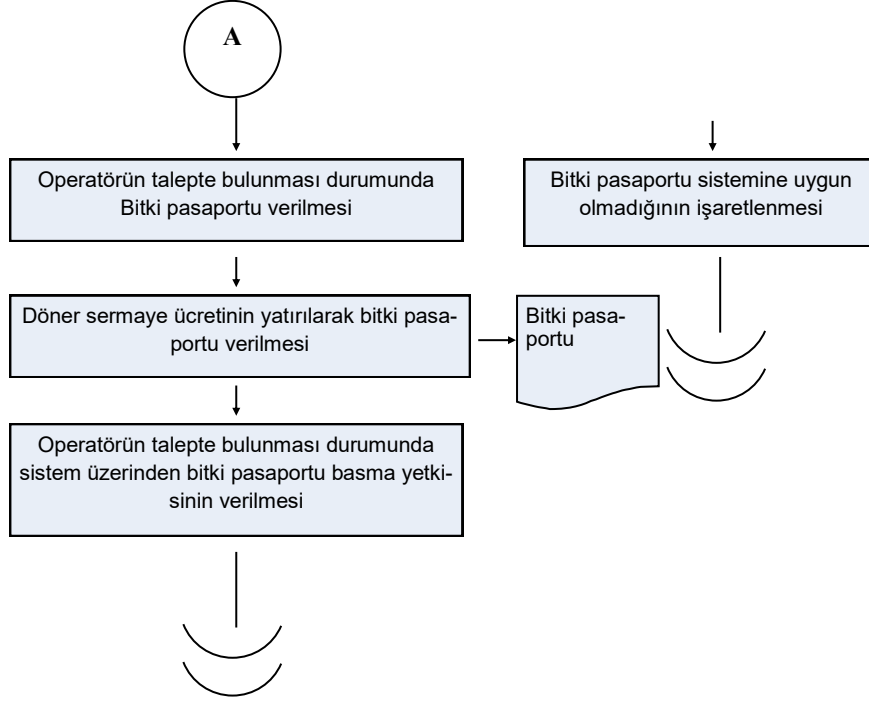 A
Operatörün talepte bulunması durumunda
Bitki pasaportu verilmesi
Bitki pasaportu sistemine uygun
olmadığının işaretlenmesi
Döner sermaye ücretinin yatırılarak bitki pasa-
portu verilmesi
Bitki pasa-
portu
Operatörün talepte bulunması durumunda
sistem üzerinden bitki pasaportu basma yetki-
sinin verilmesi